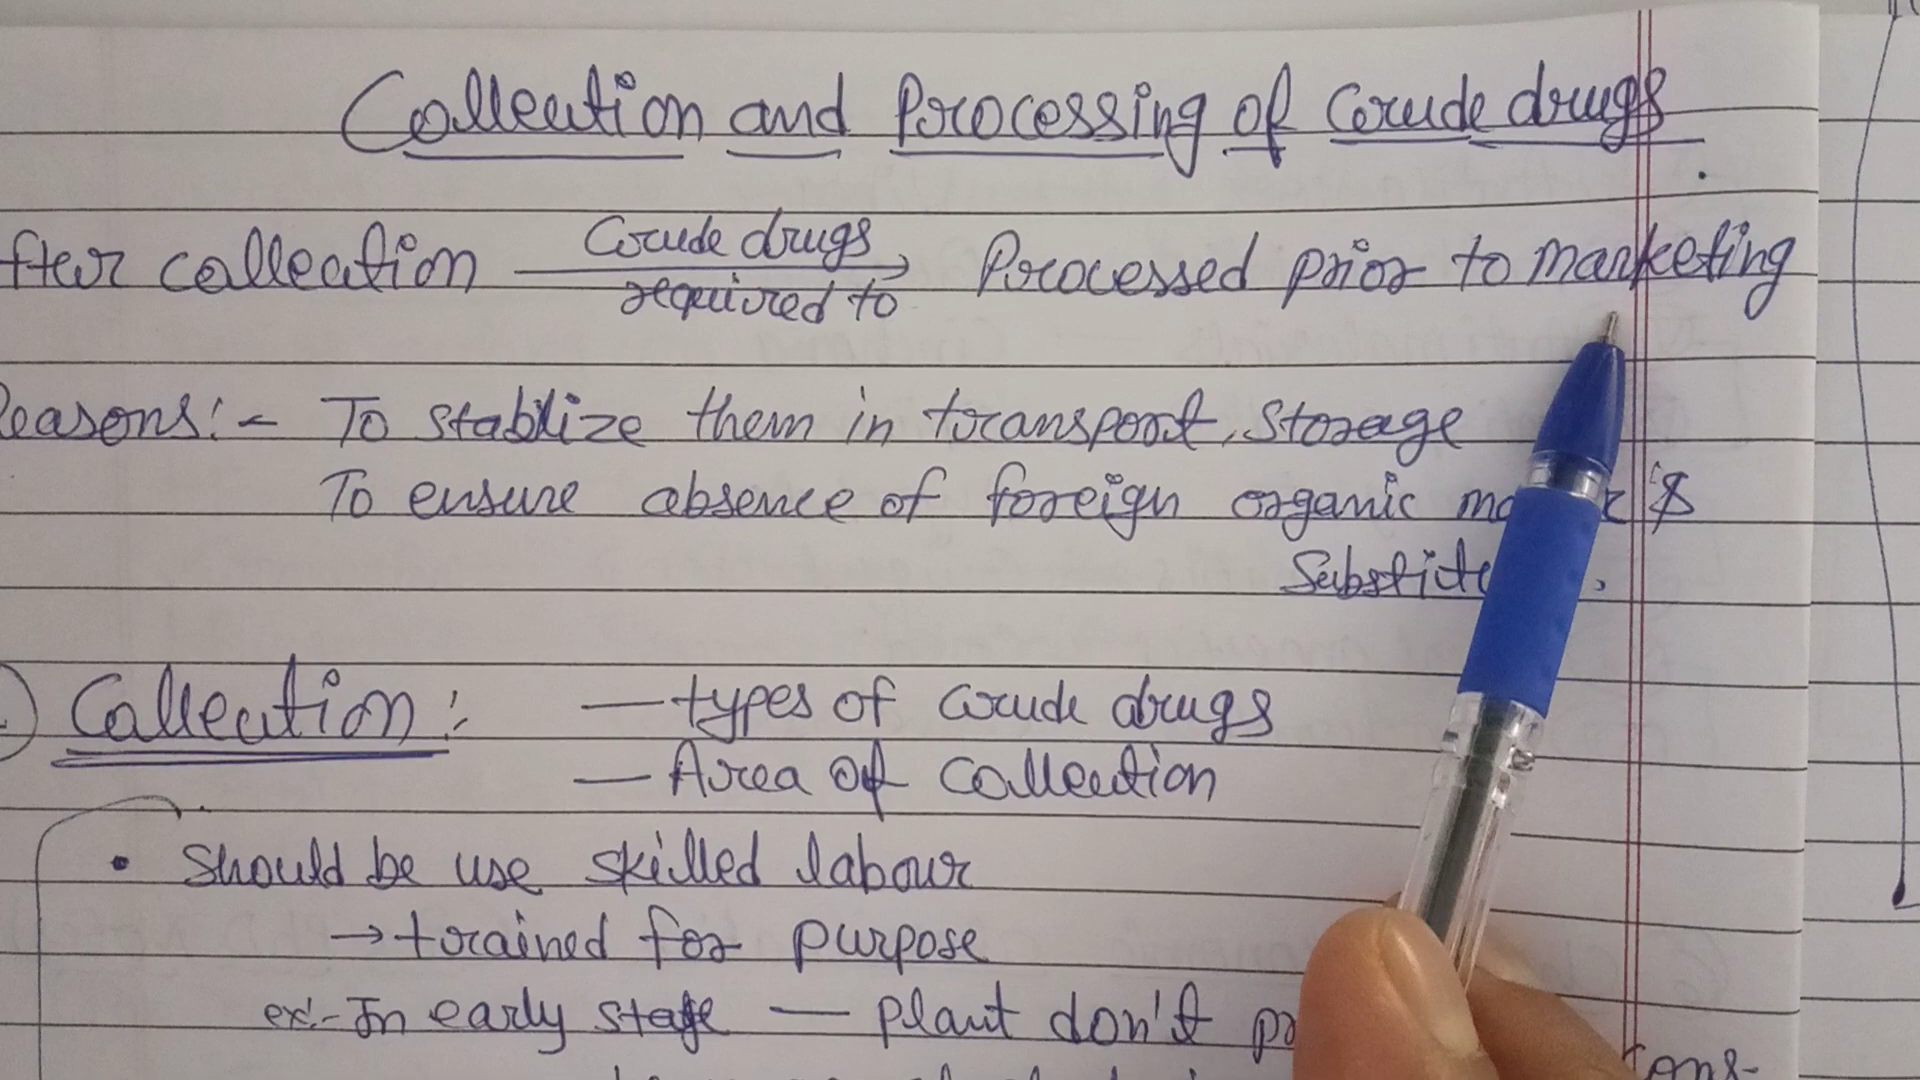 Collection and Processing of Crude drugs.
fter collection Crude drugs required to → Processed prior to marketing
easons:- To stablize them in transport, Storage
To ensure absence of foreign organic &
.
Collection:- — types of crude drugs
— Area of Collection
• should be use skilled labour
→ trained for purpose
ex:- In early stage — plant don't